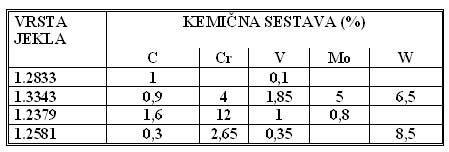 VRSTA JEKLA KEMIČNA SESTAVA (%)
C Cr V Mo W
1.2833 1 0,1
1.3343 0,9 4 1,85 5 6,5
1.2379 1,6 12 1 0,8
1.2581 0,3 2,65 0,35 8,5